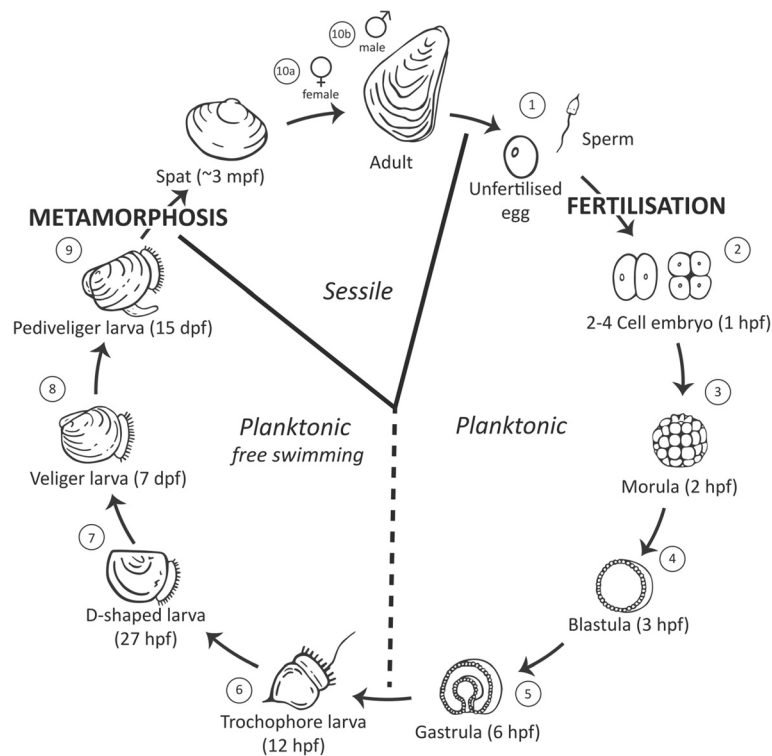 1
Sperm
Unfertilised
egg
FERTILISATION
2
2-4 Cell embryo (1 hpf)
3
Morula (2 hpf)
4
Blastula (3 hpf)
5
Gastrula (6 hpf)
6
Trochophore larva
(12 hpf)
7
D-shaped larva
(27 hpf)
8
Veliger larva (7 dpf)
9
Pediveliger larva (15 dpf)
METAMORPHOSIS
Spat (~3 mpf)
10a
female
10b
male
Adult
Sessile
Planktonic
free swimming
Planktonic